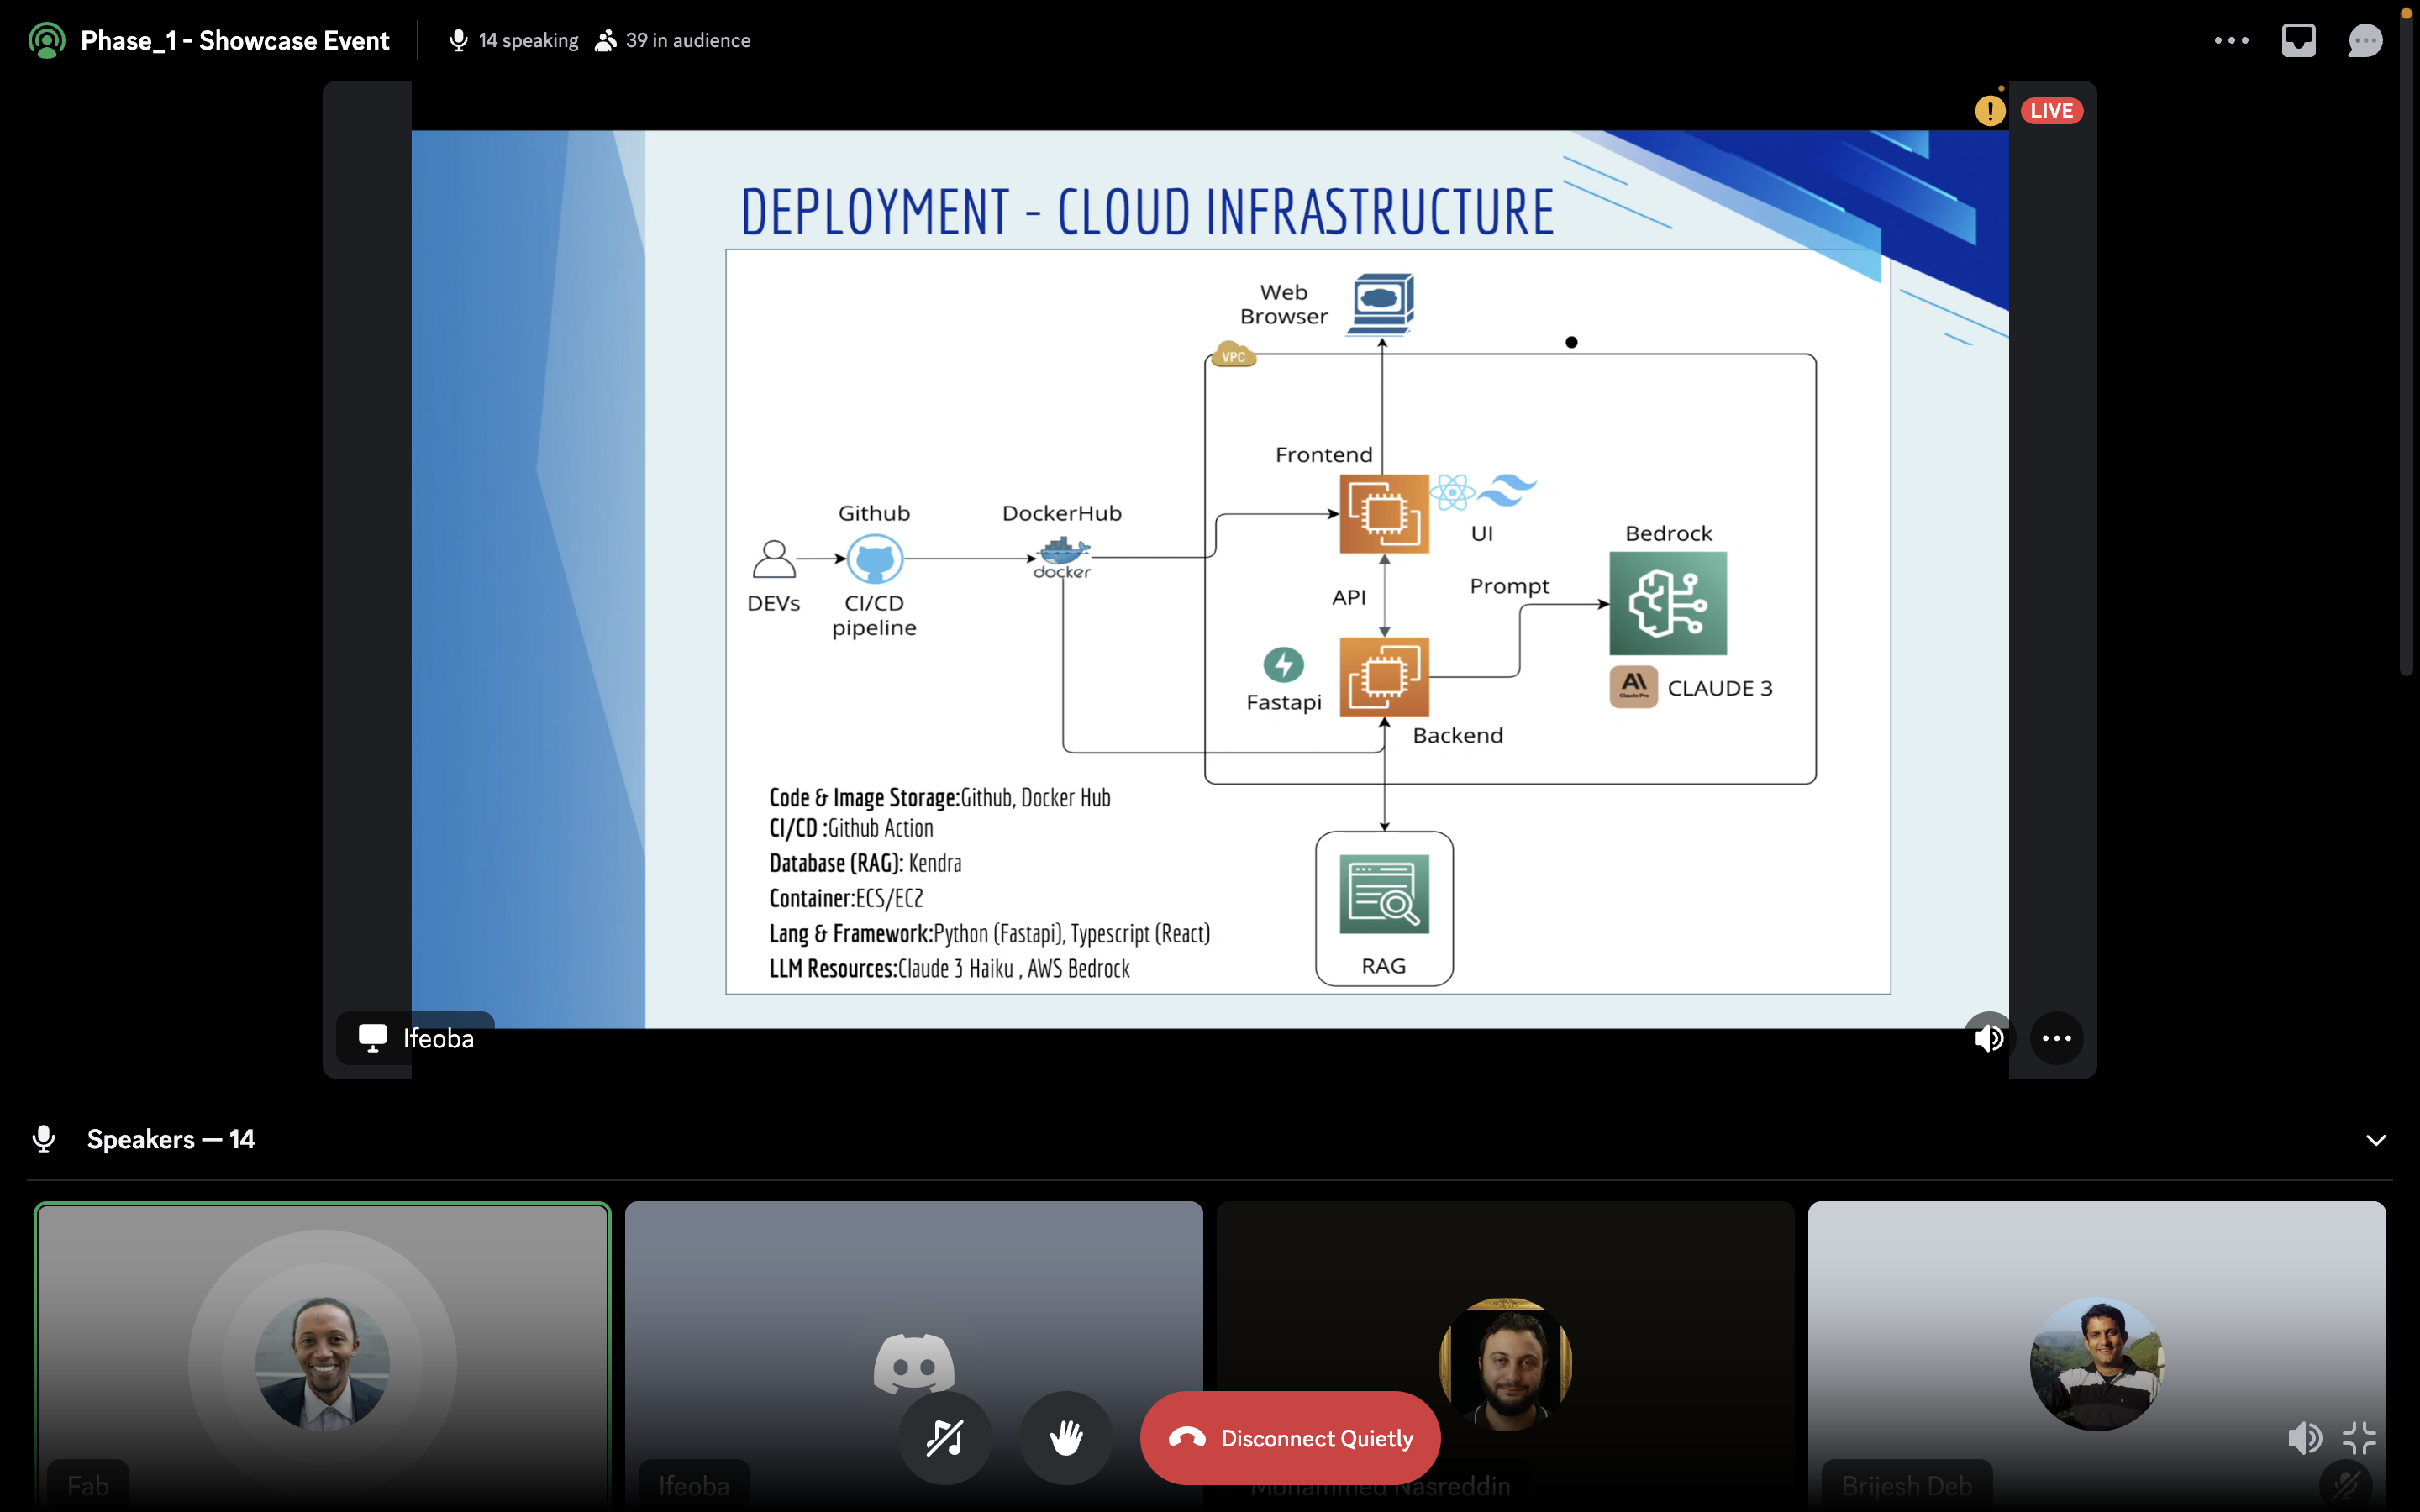 Phase_1 - Showcase Event
14 speaking
39 in audience
LIVE
DEPLOYMENT - CLOUD INFRASTRUCTURE
Web
Browser
VPC
Frontend
Github
DockerHub
UI
Bedrock
docker
API
Prompt
DEVs
CI/CD
pipeline
Fastapi
Claude Pro
CLAUDE 3
Backend
Code & Image Storage:Github, Docker Hub
CI/CD :Github Action
Database (RAG): Kendra
Container:ECS/EC2
Lang & Framework:Python (Fastapi), Typescript (React)
LLM Resources:Claude 3 Haiku , AWS Bedrock
RAG
Ifeoba
Speakers — 14
Disconnect Quietly
Fab
Ifeoba
Mohammed Nasreddin
Brijesh Deb